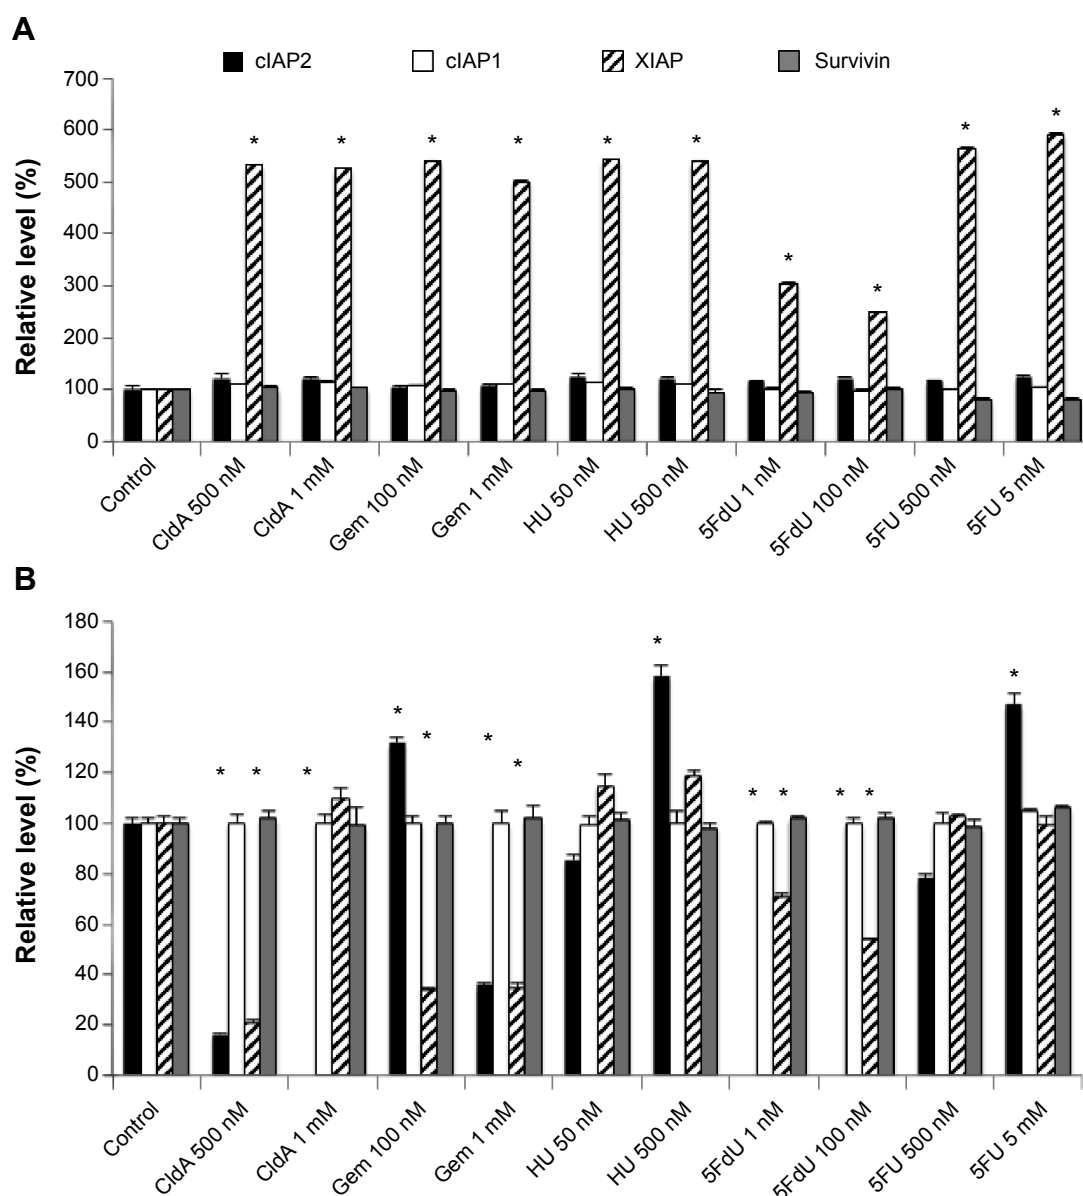 A
cIAP2 cIAP1 XIAP Survivin
Relative level (%)
700
600
500
400
300
200
100
0
* * * * * * * * * *
Control CldA 500 nM CldA 1 mM Gem 100 nM Gem 1 mM HU 50 nM HU 500 nM 5FdU 1 nM 5FdU 100 nM 5FU 500 nM 5FU 5 mM
B
Relative level (%)
180
160
140
120
100
80
60
40
20
0
* * * * * * * * * * * * *
Control CldA 500 nM CldA 1 mM Gem 100 nM Gem 1 mM HU 50 nM HU 500 nM 5FdU 1 nM 5FdU 100 nM 5FU 500 nM 5FU 5 mM